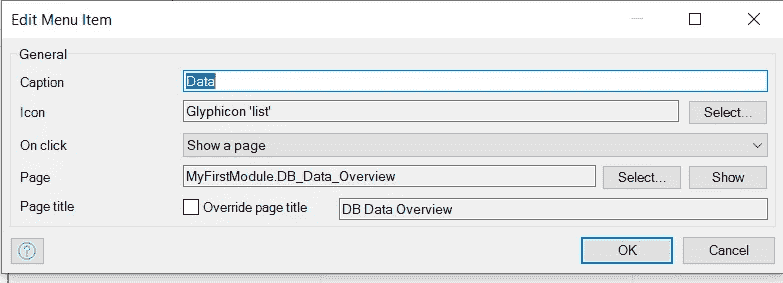 Edit Menu Item
General
Caption Data
Icon Glyphicon 'list' Select...
On click Show a page
Page MyFirstModule.DB_Data_Overview Select... Show
Page title Override page title DB Data Overview
? OK Cancel